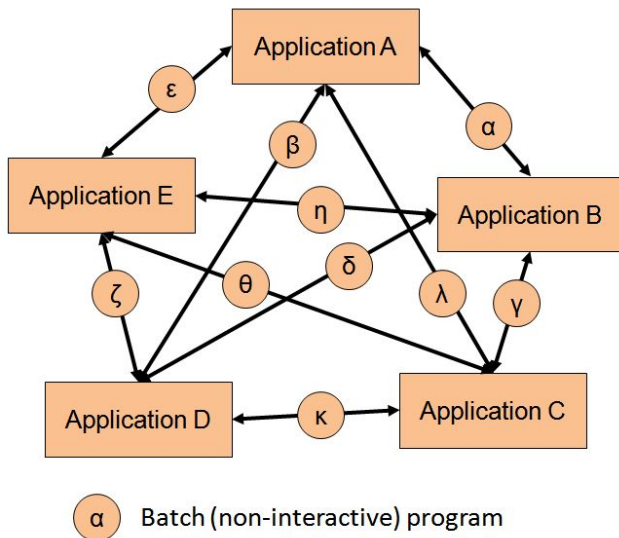 Application A
ε
α
β
Application E
η
Application B
δ
ζ
θ
λ
γ
Application D
κ
Application C
α Batch (non-interactive) program